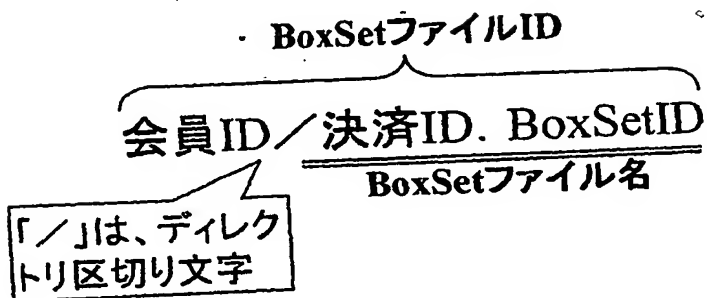 BoxSetファイルID
会員ID／決済ID. BoxSetID
BoxSetファイル名
「／」は、ディレク
トリ区切り文字